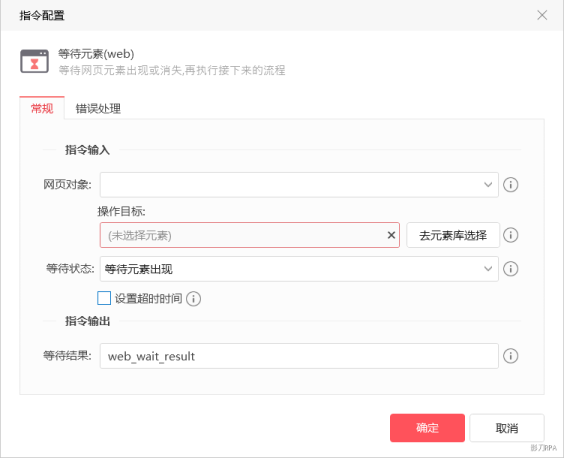 指令配置
等待元素(web)
等待网页元素出现或消失,再执行接下来的流程
常规 错误处理
指令输入
网页对象:
操作目标:
(未选择元素) 去元素库选择
等待状态: 等待元素出现
设置超时时间
指令输出
等待结果: web_wait_result
确定 取消
影刀RPA